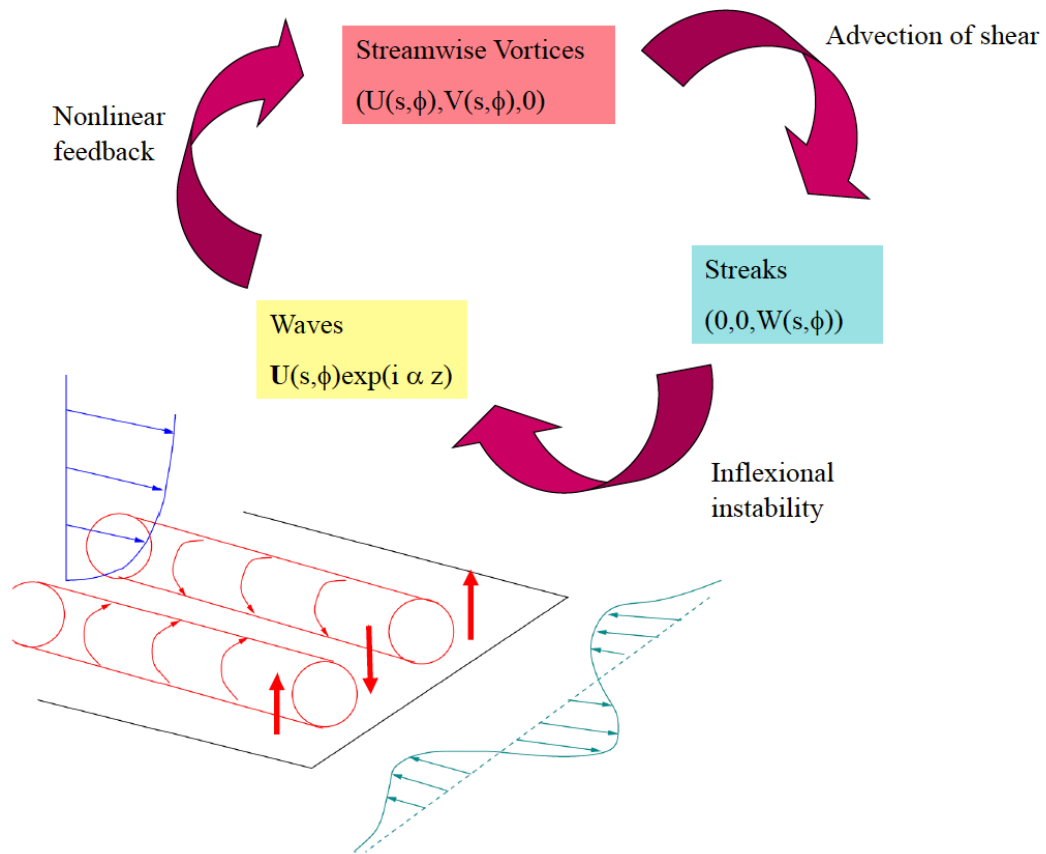 Streamwise Vortices
(U(s,ϕ),V(s,ϕ),0)
Advection of shear
Nonlinear
feedback
Streaks
(0,0,W(s,ϕ))
Waves
U(s,ϕ)exp(i α z)
Inflexional
instability